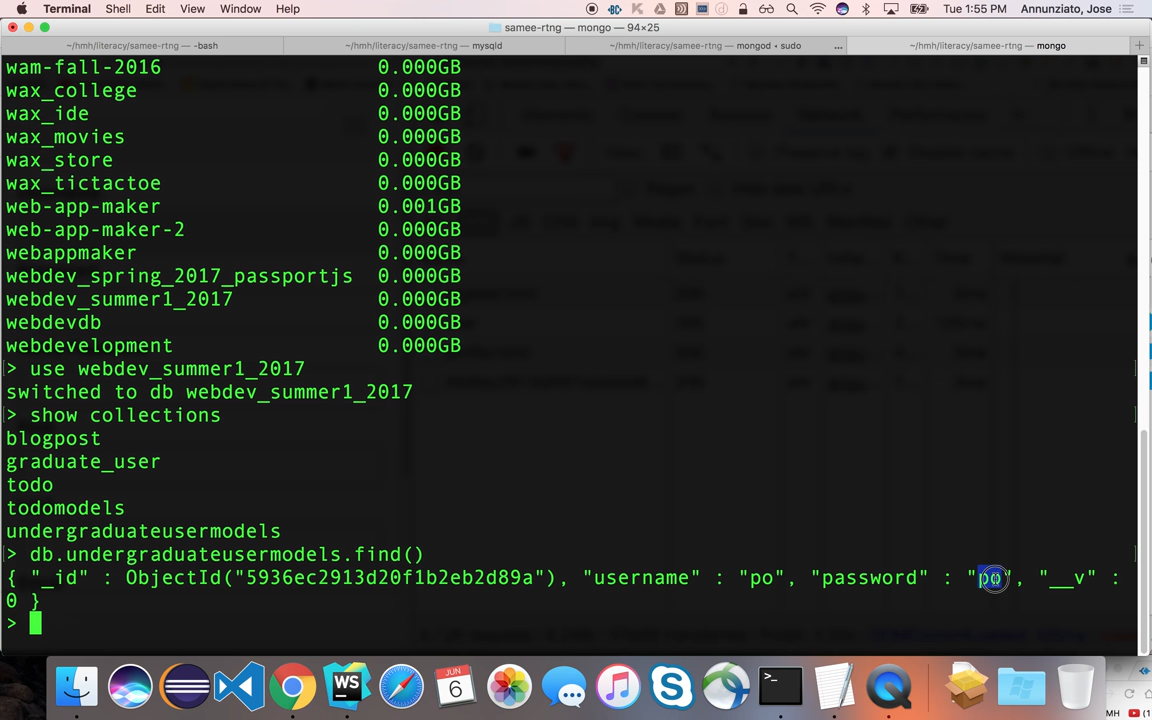 Terminal Shell Edit View Window Help Tue 1:55 PM Annunziato, Jose
samee-rtng — mongo — 94×25
~/hmh/literacy/samee-rtng — -bash ~/hmh/literacy/samee-rtng — mysqld ~/hmh/literacy/samee-rtng — mongod • sudo ... ~/hmh/literacy/samee-rtng — mongo
wam-fall-2016 0.000GB
wax_college 0.000GB
wax_ide 0.000GB
wax_movies 0.000GB
wax_store 0.000GB
wax_tictactoe 0.000GB
web-app-maker 0.001GB
web-app-maker-2 0.000GB
webappmaker 0.000GB
webdev_spring_2017_passportjs 0.000GB
webdev_summer1_2017 0.000GB
webdevdb 0.000GB
webdevelopment 0.000GB
> use webdev_summer1_2017
switched to db webdev_summer1_2017
> show collections
blogpost
graduate_user
todo
todomodels
undergraduateusermodels
> db.undergraduateusermodels.find()
{ "_id" : ObjectId("5936ec2913d20f1b2eb2d89a"), "username" : "po", "password" : "po", "__v" :
0 }
>
WS
JUN
6
>_
MH